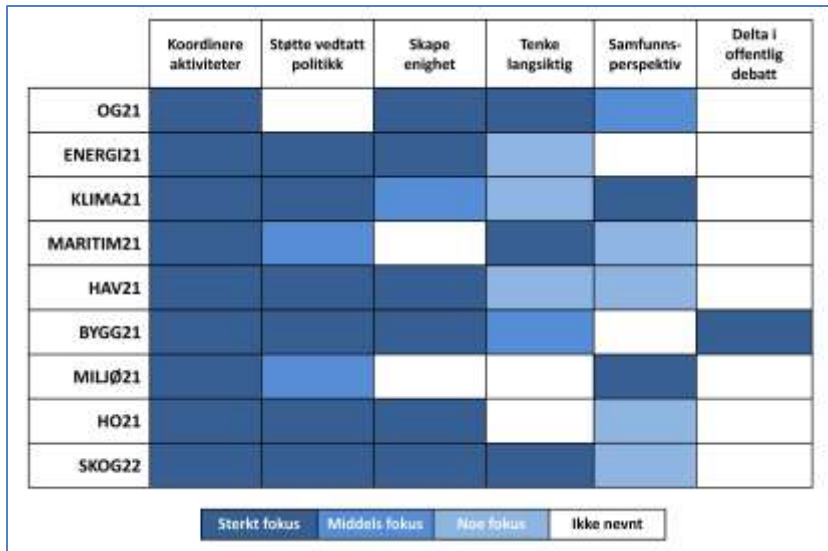 Koordinere aktiviteter
Støtte vedtatt politikk
Skape enighet
Tenke langsiktig
Samfunns-perspektiv
Delta i offentlig debatt
OG21
ENERGI21
KLIMA21
MARITIM21
HAV21
BYGG21
MILJØ21
HO21
SKOG22
Sterkt fokus
Middels fokus
Noe fokus
Ikke nevnt